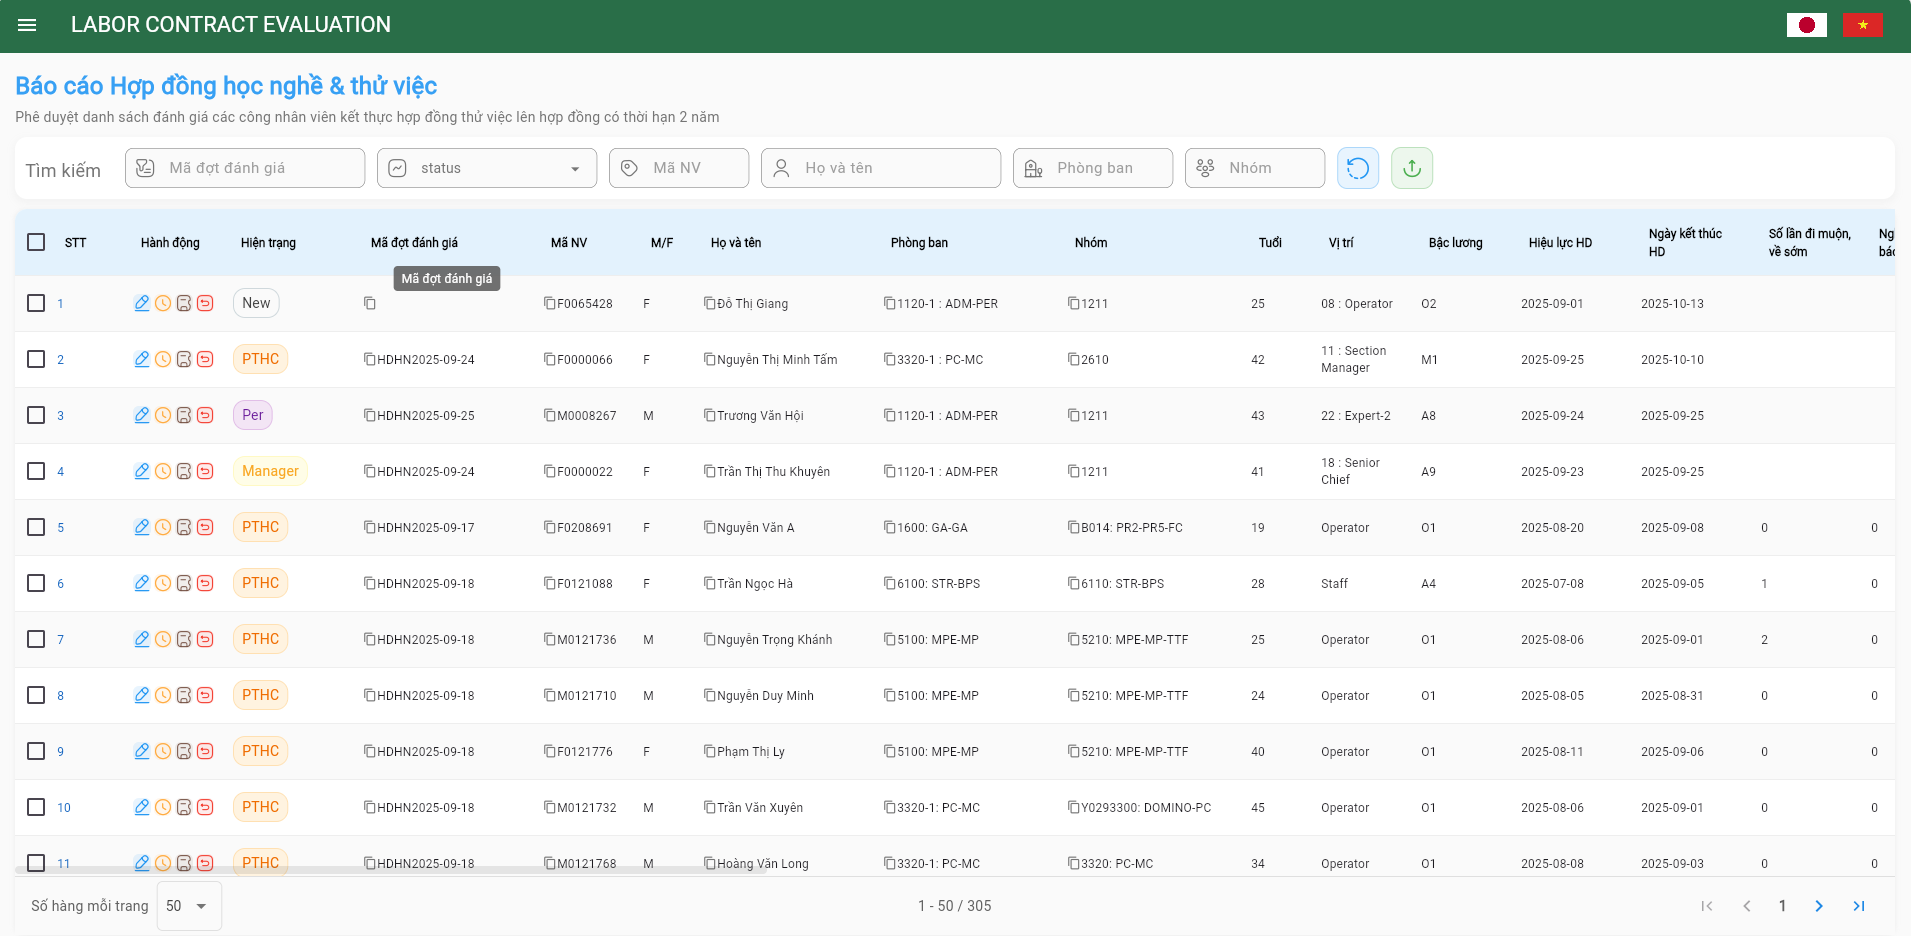 LABOR CONTRACT EVALUATION
Báo cáo Hợp đồng học nghề & thử việc
Phê duyệt danh sách đánh giá các công nhân viên kết thực hợp đồng thử việc lên hợp đồng có thời hạn 2 năm
Tìm kiếm Mã đợt đánh giá status Mã NV Họ và tên Phòng ban Nhóm
STT Hành động Hiện trạng Mã đợt đánh giá Mã NV M/F Họ và tên Phòng ban Nhóm Tuổi Vị trí Bậc lương Hiệu lực HD Ngày kết thúc HD Số lần đi muộn, về sớm
Mã đợt đánh giá
1 New F0065428 F Đỗ Thị Giang 1120-1 : ADM-PER 1211 25 08 : Operator O2 2025-09-01 2025-10-13
2 PTHC HDHN2025-09-24 F0000066 F Nguyễn Thị Minh Tấm 3320-1 : PC-MC 2610 42 11 : Section Manager M1 2025-09-25 2025-10-10
3 Per HDHN2025-09-25 M0008267 M Trương Văn Hội 1120-1 : ADM-PER 1211 43 22 : Expert-2 A8 2025-09-24 2025-09-25
4 Manager HDHN2025-09-24 F0000022 F Trần Thị Thu Khuyên 1120-1 : ADM-PER 1211 41 18 : Senior Chief A9 2025-09-23 2025-09-25
5 PTHC HDHN2025-09-17 F0208691 F Nguyễn Văn A 1600: GA-GA B014: PR2-PR5-FC 19 Operator O1 2025-08-20 2025-09-08 0 0
6 PTHC HDHN2025-09-18 F0121088 F Trần Ngọc Hà 6100: STR-BPS 6110: STR-BPS 28 Staff A4 2025-07-08 2025-09-05 1 0
7 PTHC HDHN2025-09-18 M0121736 M Nguyễn Trọng Khánh 5100: MPE-MP 5210: MPE-MP-TTF 25 Operator O1 2025-08-06 2025-09-01 2 0
8 PTHC HDHN2025-09-18 M0121710 M Nguyễn Duy Minh 5100: MPE-MP 5210: MPE-MP-TTF 24 Operator O1 2025-08-05 2025-08-31 0 0
9 PTHC HDHN2025-09-18 F0121776 F Phạm Thị Ly 5100: MPE-MP 5210: MPE-MP-TTF 40 Operator O1 2025-08-11 2025-09-06 0 0
10 PTHC HDHN2025-09-18 M0121732 M Trần Văn Xuyên 3320-1: PC-MC Y0293300: DOMINO-PC 45 Operator O1 2025-08-06 2025-09-01 0 0
11 PTHC HDHN2025-09-18 M0121768 M Hoàng Văn Long 3320-1: PC-MC 3320: PC-MC 34 Operator O1 2025-08-08 2025-09-03 0 0
Số hàng mỗi trang 50 1 - 50 / 305 1